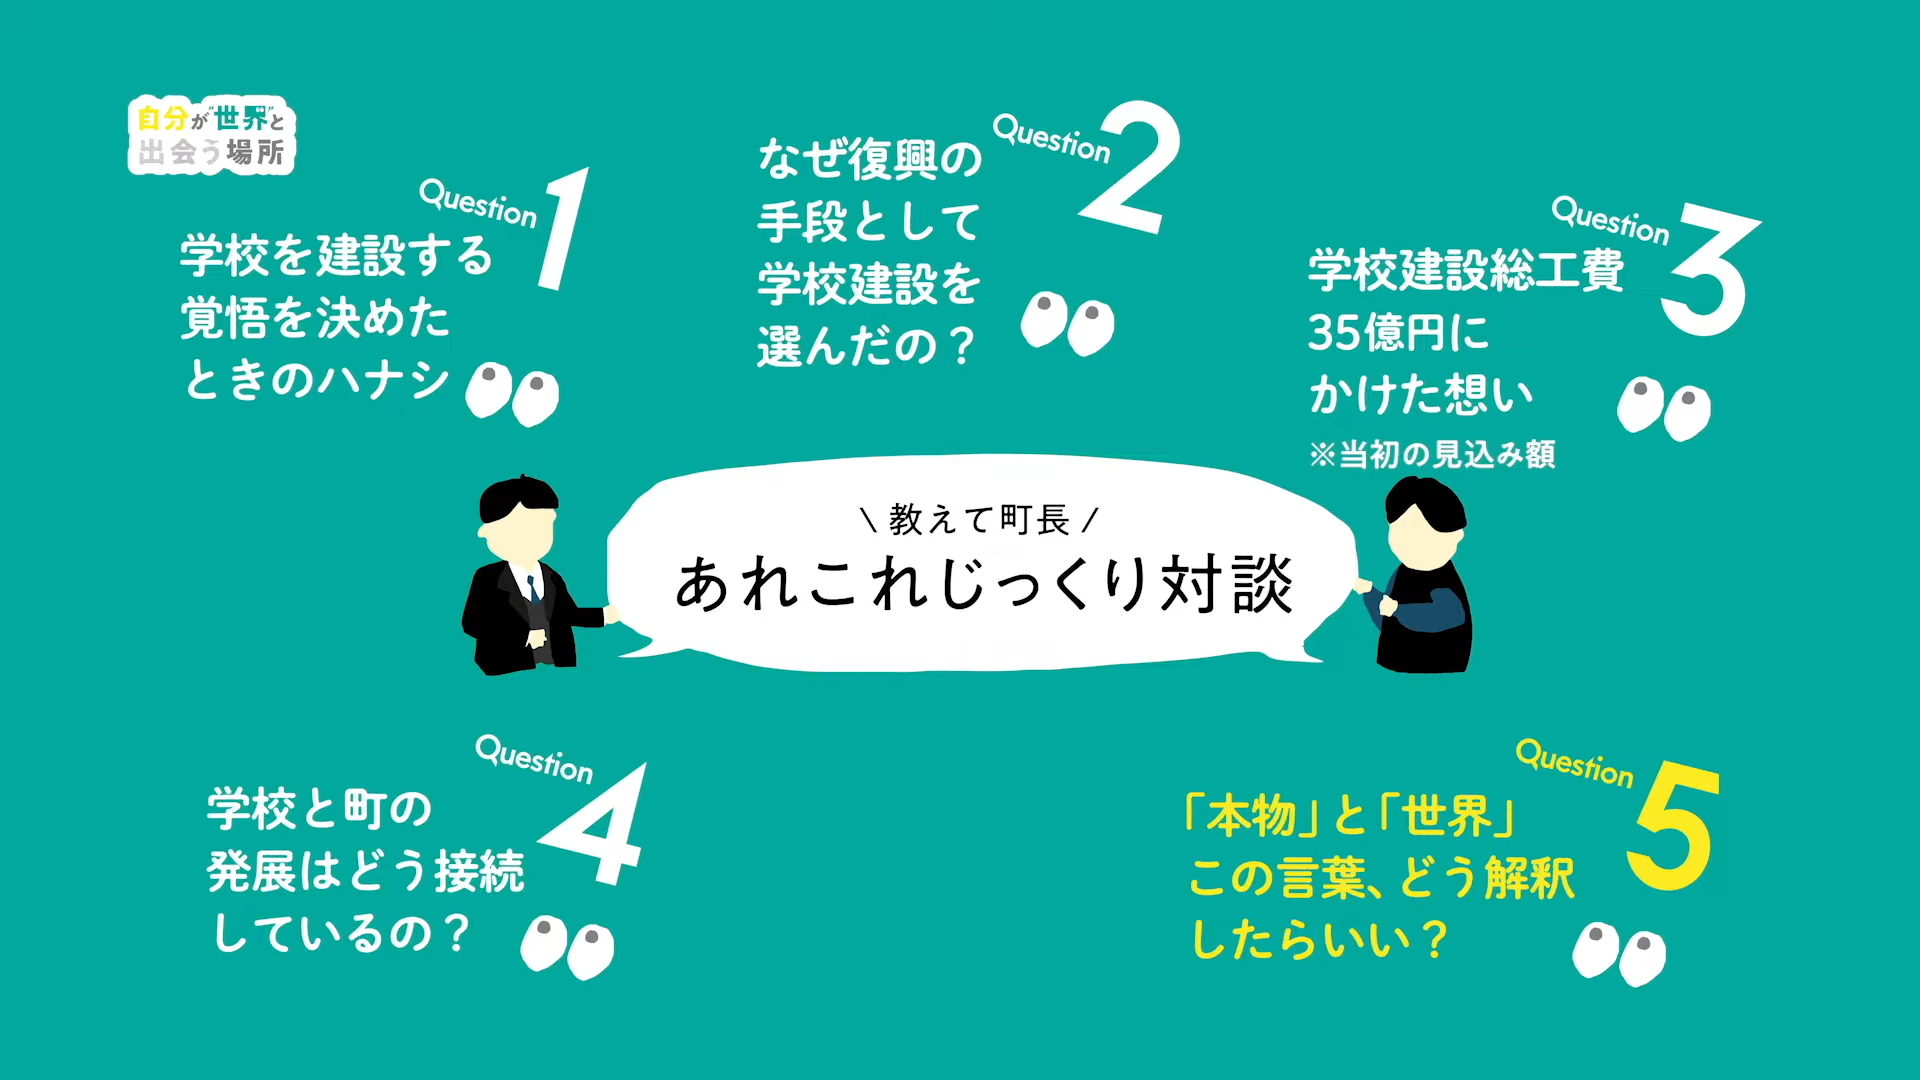 自分が"世界"と
出会う場所
Question 1
学校を建設する
覚悟を決めた
ときのハナシ
Question 2
なぜ復興の
手段として
学校建設を
選んだの？
Question 3
学校建設総工費
35億円に
かけた想い
※当初の見込み額
\ 教えて町長 /
あれこれじっくり対談
Question 4
学校と町の
発展はどう接続
しているの？
Question 5
「本物」と「世界」
この言葉、どう解釈
したらいい？